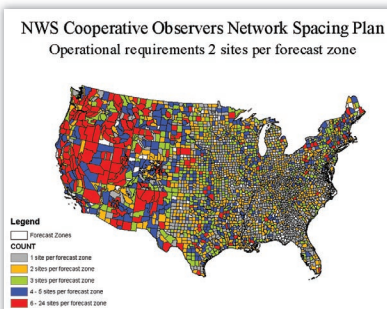 NWS Cooperative Observers Network Spacing Plan
Operational requirements 2 sites per forecast zone
Legend
Forecast Zones
COUNT
1 site per forecast zone
2 sites per forecast zone
3 sites per forecast zone
4 - 5 sites per forecast zone
6 - 24 sites per forecast zone